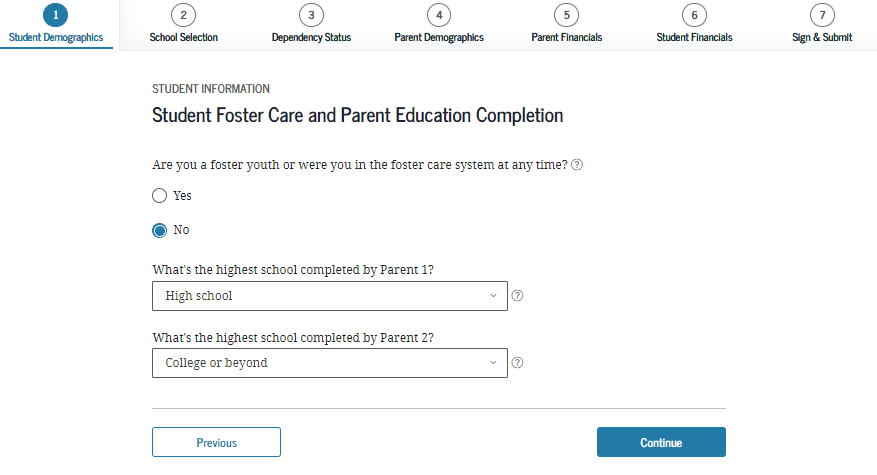 1 2 3 4 5 6 7
Student Demographics School Selection Dependency Status Parent Demographics Parent Financials Student Financials Sign & Submit
STUDENT INFORMATION
Student Foster Care and Parent Education Completion
Are you a foster youth or were you in the foster care system at any time? ?
Yes
No
What's the highest school completed by Parent 1?
High school ?
What's the highest school completed by Parent 2?
College or beyond ?
Previous Continue